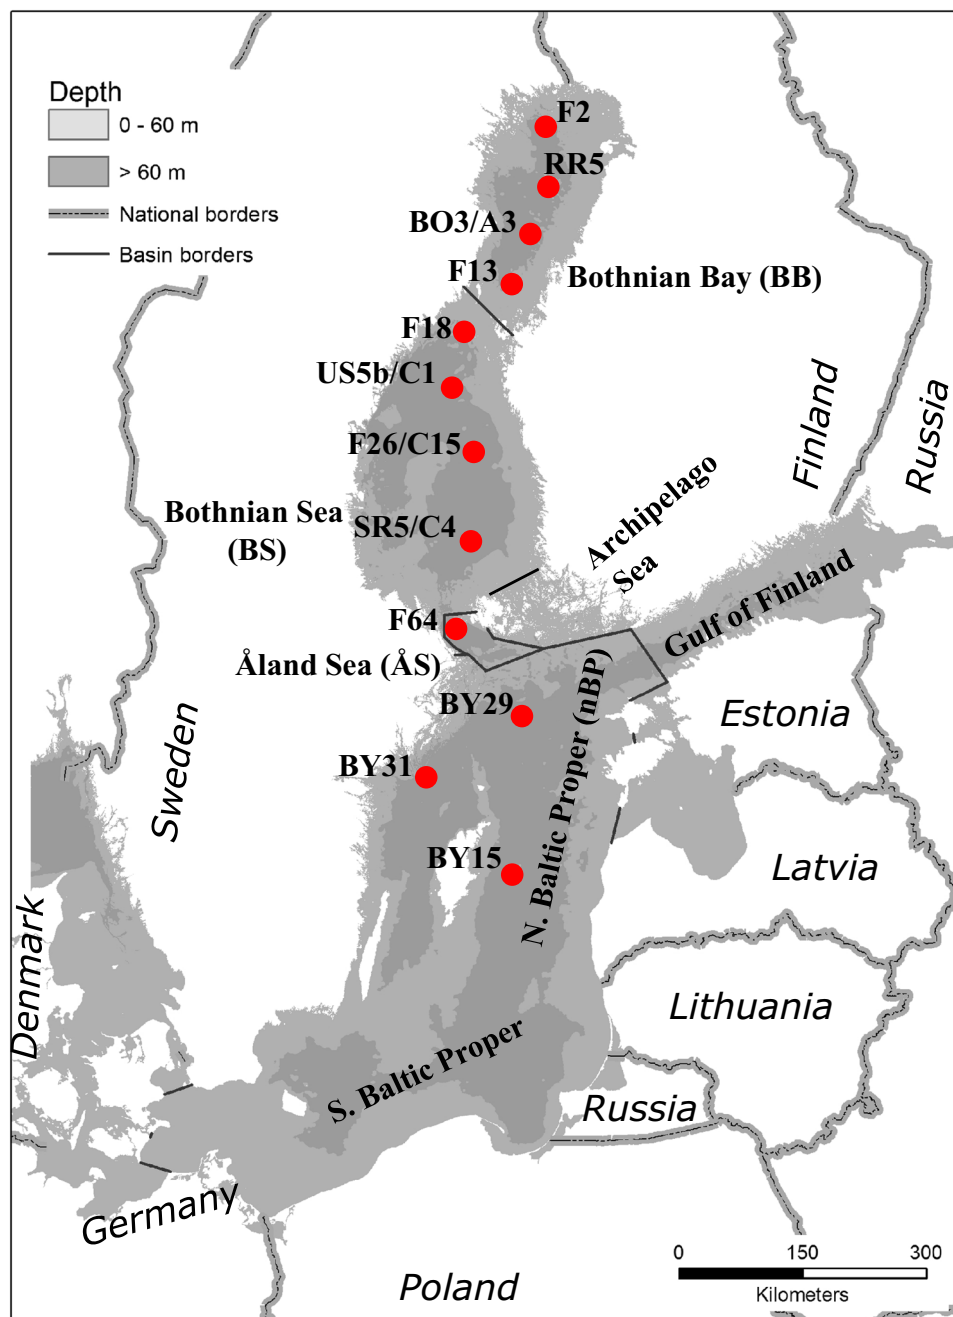 Depth
0 - 60 m
> 60 m
National borders
Basin borders
F2
RR5
BO3/A3
F13
Bothnian Bay (BB)
F18
US5b/C1
F26/C15
Bothnian Sea
(BS)
SR5/C4
Archipelago
Sea
Finland
Russia
F64
Åland Sea (ÅS)
Gulf of Finland
BY29
BY31
BY15
N. Baltic Proper (nBP)
Sweden
Estonia
Latvia
Denmark
Lithuania
S. Baltic Proper
Russia
Germany
Poland
0 150 300
Kilometers